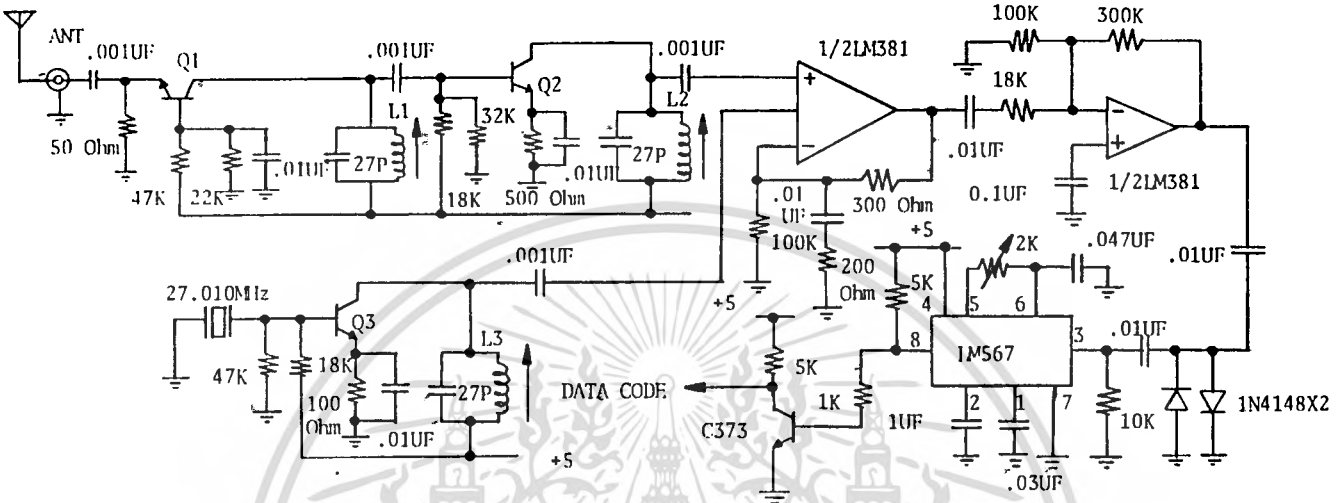 ANT
.001UF
Q1
50 Ohm
47K
22K
.01UF
.001UF
L1
27P
18K
32K
Q2
500 Ohm
.01UF
.001UF
L2
27P
1/2LM381
+
−
.01UF
18K
100K
300K
−
+
1/2LM381
0.1UF
.01UF
300 Ohm
.01
UF
100K
200
Ohm
27.010MHz
47K
18K
Q3
100
Ohm
.01UF
27P
L3
.001UF
+5
+5
DATA CODE
5K
C373
1K
+5
5K
2K
.047UF
4
5
6
8
LM567
3
2
1
7
1UF
.03UF
.01UF
10K
1N4148X2